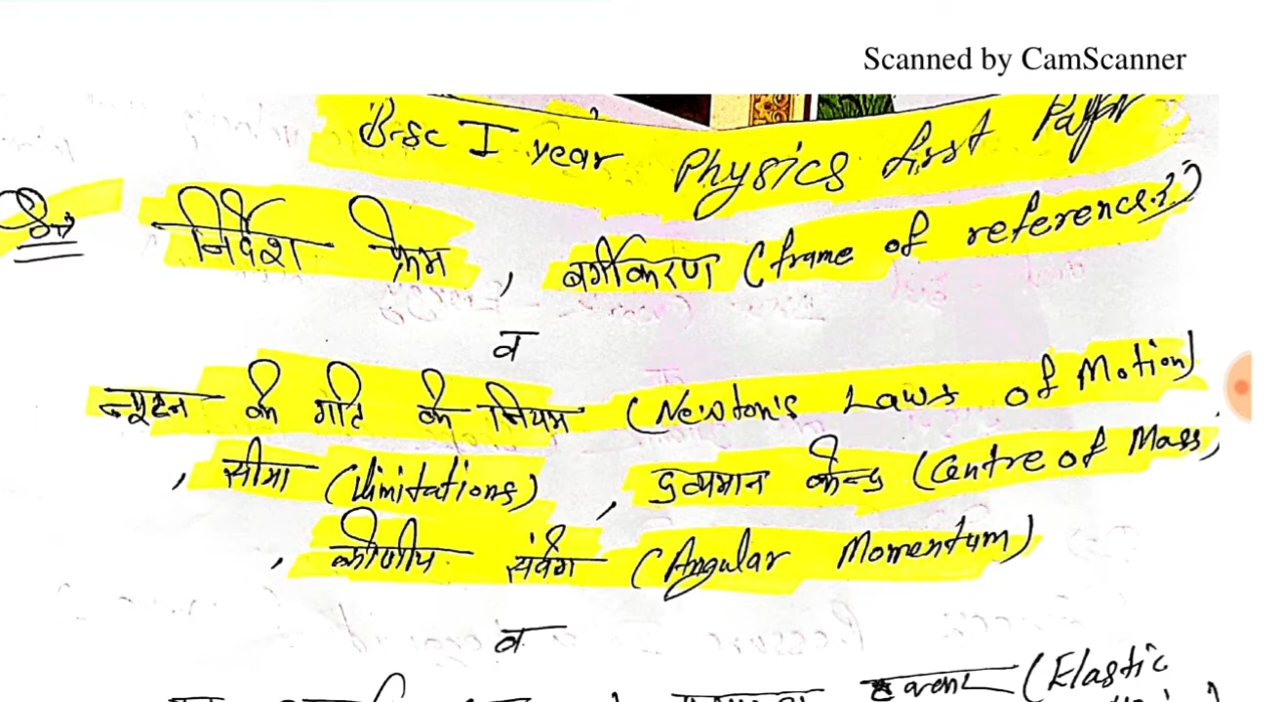 Scanned by CamScanner
B.sc I year Physics first Paper
निर्देश फ्रेम, वर्गीकरण (frame of reference)
व
न्यूटन के गति के नियम (Newton's Laws of Motion)
, सीमा (Limitations), द्रव्यमान केन्द्र (Centre of Mass)
, कोणीय संवेग (Angular Momentum)
व
(Elastic